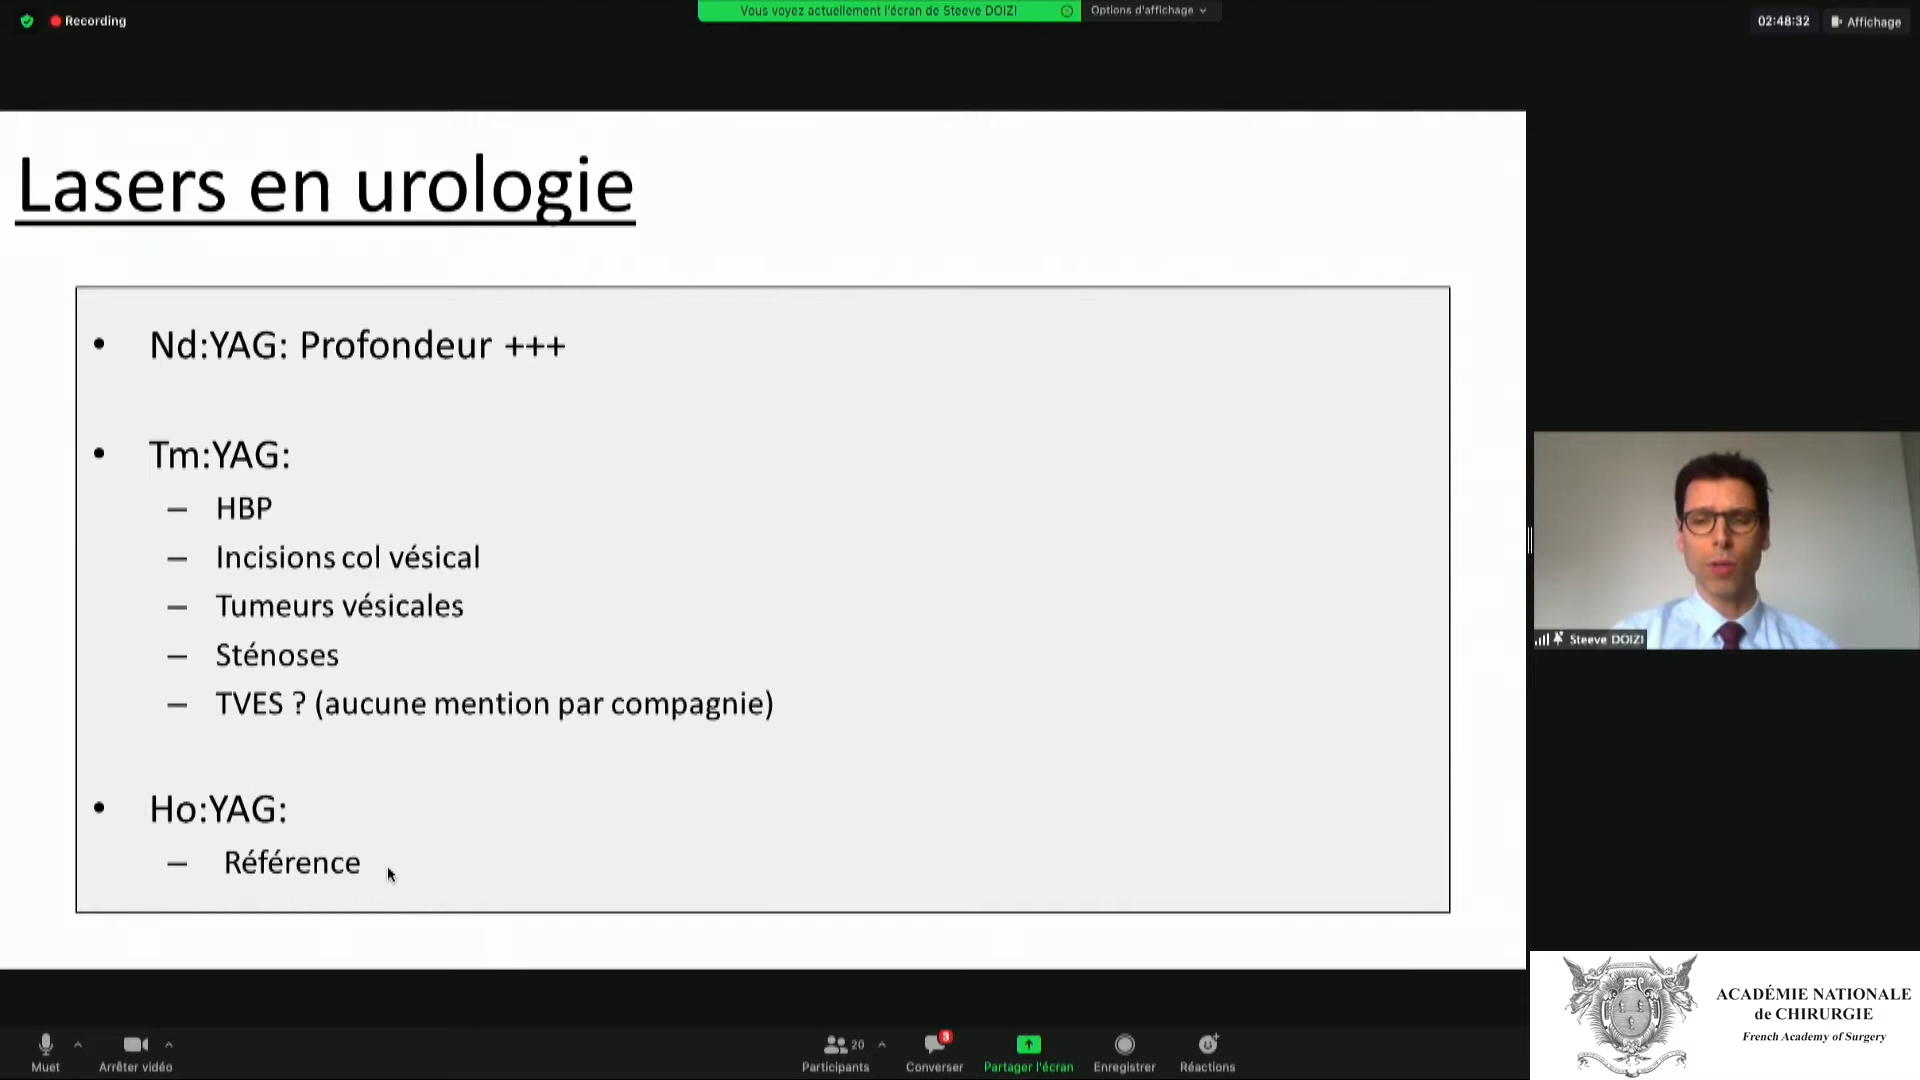 Recording
Vous voyez actuellement l'écran de Steeve DOIZI
Options d'affichage
02:48:32
Affichage
Lasers en urologie
• Nd:YAG: Profondeur +++
• Tm:YAG:
– HBP
– Incisions col vésical
– Tumeurs vésicales
– Sténoses
– TVES ? (aucune mention par compagnie)
• Ho:YAG:
– Référence
Steeve DOIZI
ACADÉMIE NATIONALE
de CHIRURGIE
French Academy of Surgery
Muet
Arrêter vidéo
20
Participants
3
Converser
Partager l'écran
Enregistrer
Réactions